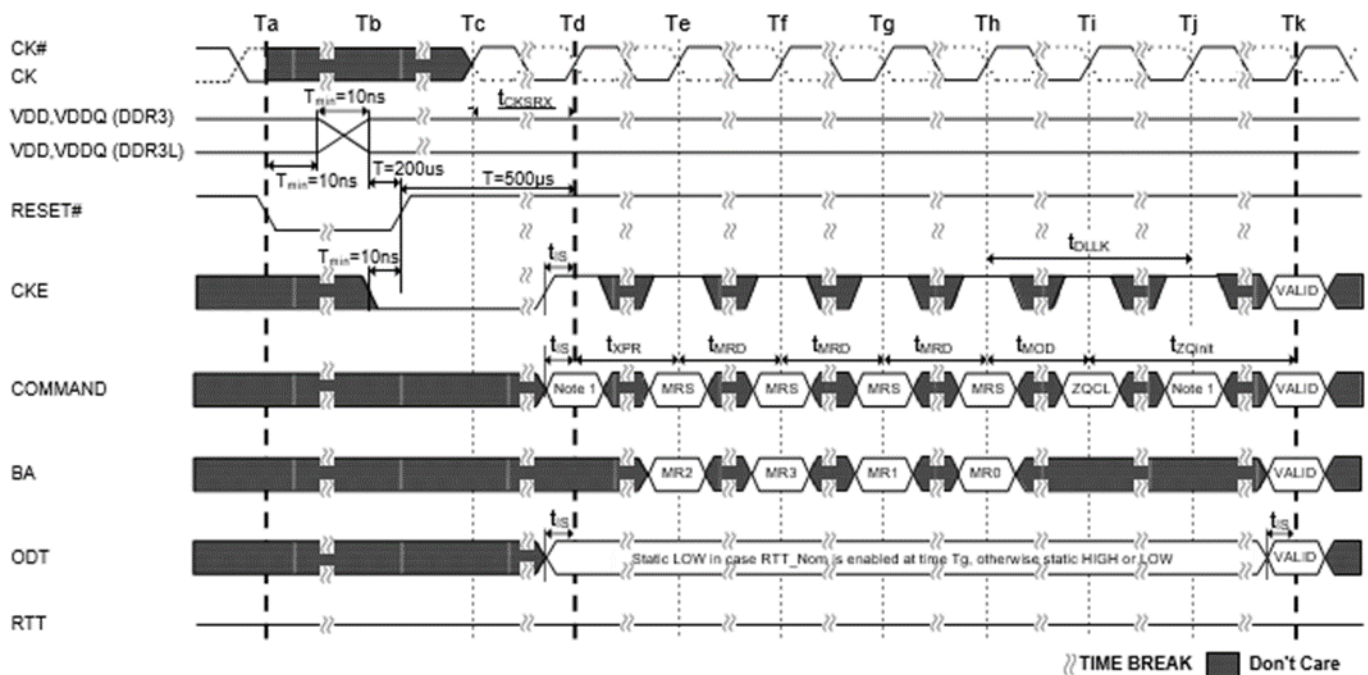 Ta Tb Tc Td Te Tf Tg Th Ti Tj Tk
CK#
CK
Tmin=10ns
tCKSRX
VDD,VDDQ (DDR3)
VDD,VDDQ (DDR3L)
Tmin=10ns
T=200us
T=500µs
RESET#
Tmin=10ns
tIS
tDLLK
CKE
VALID
tIS tXPR tMRD tMRD tMRD tMOD tZQinit
COMMAND
Note 1 MRS MRS MRS MRS ZQCL Note 1 VALID
BA
MR2 MR3 MR1 MR0 VALID
tIS
tIS
ODT
Static LOW in case RTT_Nom is enabled at time Tg, otherwise static HIGH or LOW
VALID
RTT
TIME BREAK Don't Care